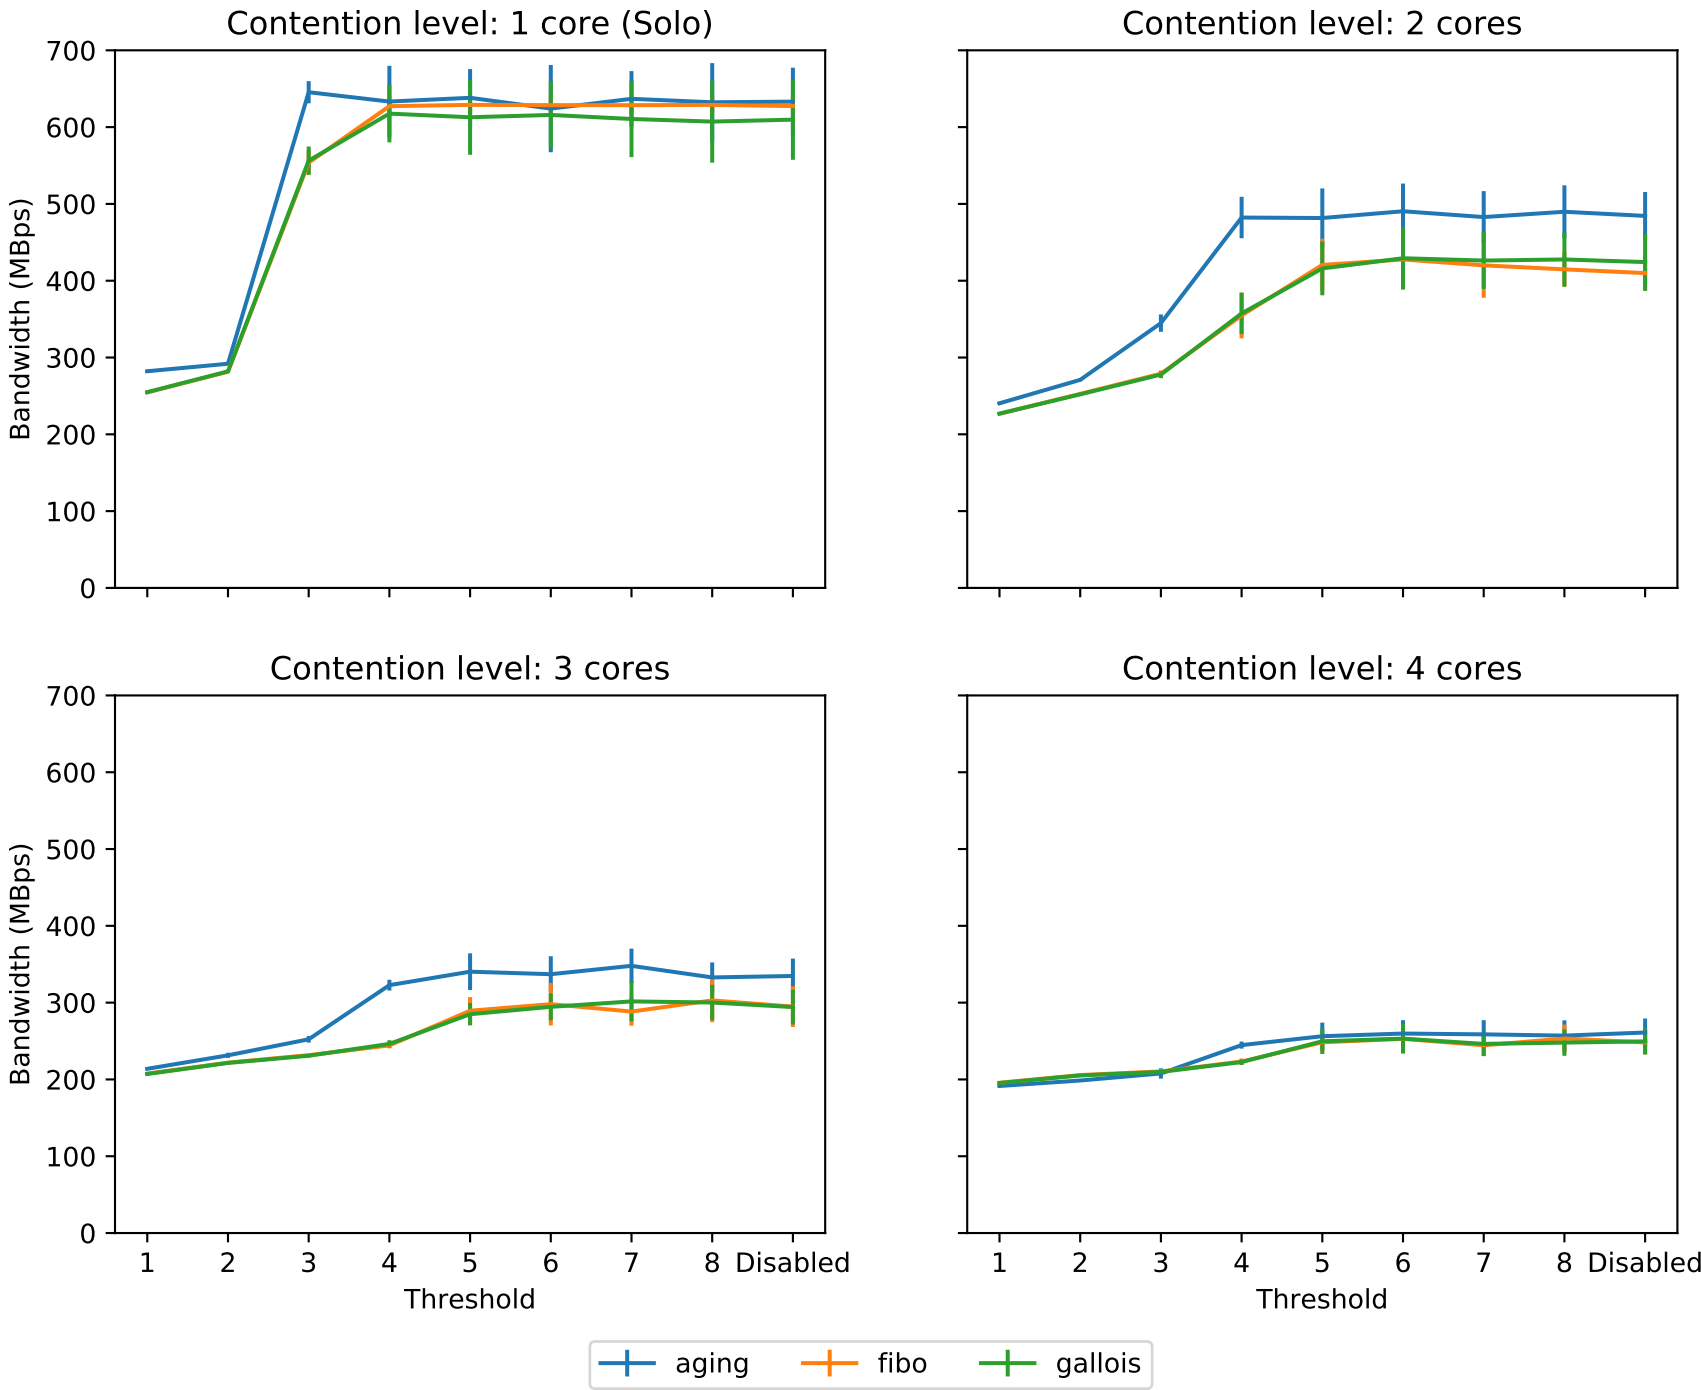 Contention level: 1 core (Solo)
Contention level: 2 cores
700
600
500
400
300
200
100
0
Bandwidth (MBps)
Contention level: 3 cores
Contention level: 4 cores
700
600
500
400
300
200
100
0
Bandwidth (MBps)
1 2 3 4 5 6 7 8 Disabled
1 2 3 4 5 6 7 8 Disabled
Threshold
Threshold
aging fibo gallois